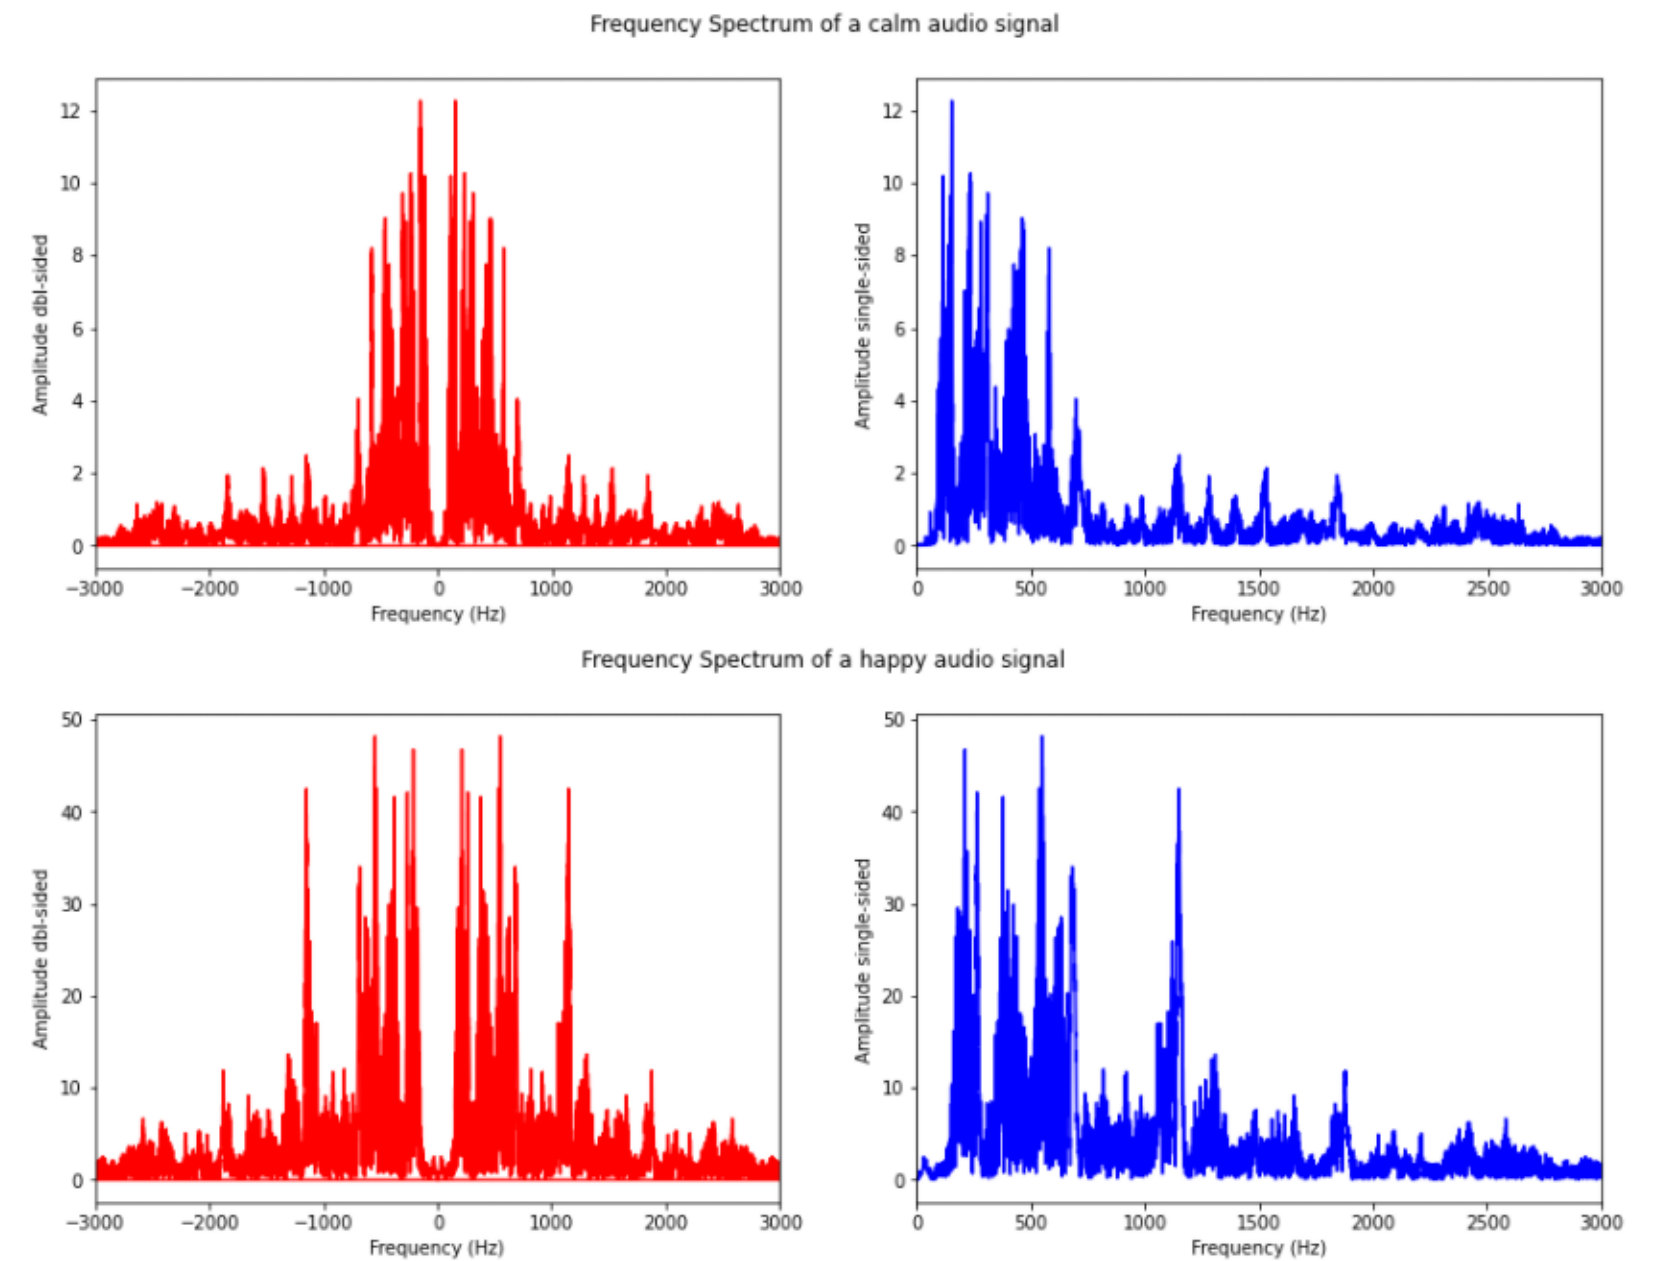 Frequency Spectrum of a calm audio signal
12
10
8
6
4
2
0
Amplitude dbl-sided
−3000 −2000 −1000 0 1000 2000 3000
Frequency (Hz)
12
10
8
6
4
2
0
Amplitude single-sided
0 500 1000 1500 2000 2500 3000
Frequency (Hz)
Frequency Spectrum of a happy audio signal
50
40
30
20
10
0
Amplitude dbl-sided
−3000 −2000 −1000 0 1000 2000 3000
Frequency (Hz)
50
40
30
20
10
0
Amplitude single-sided
0 500 1000 1500 2000 2500 3000
Frequency (Hz)